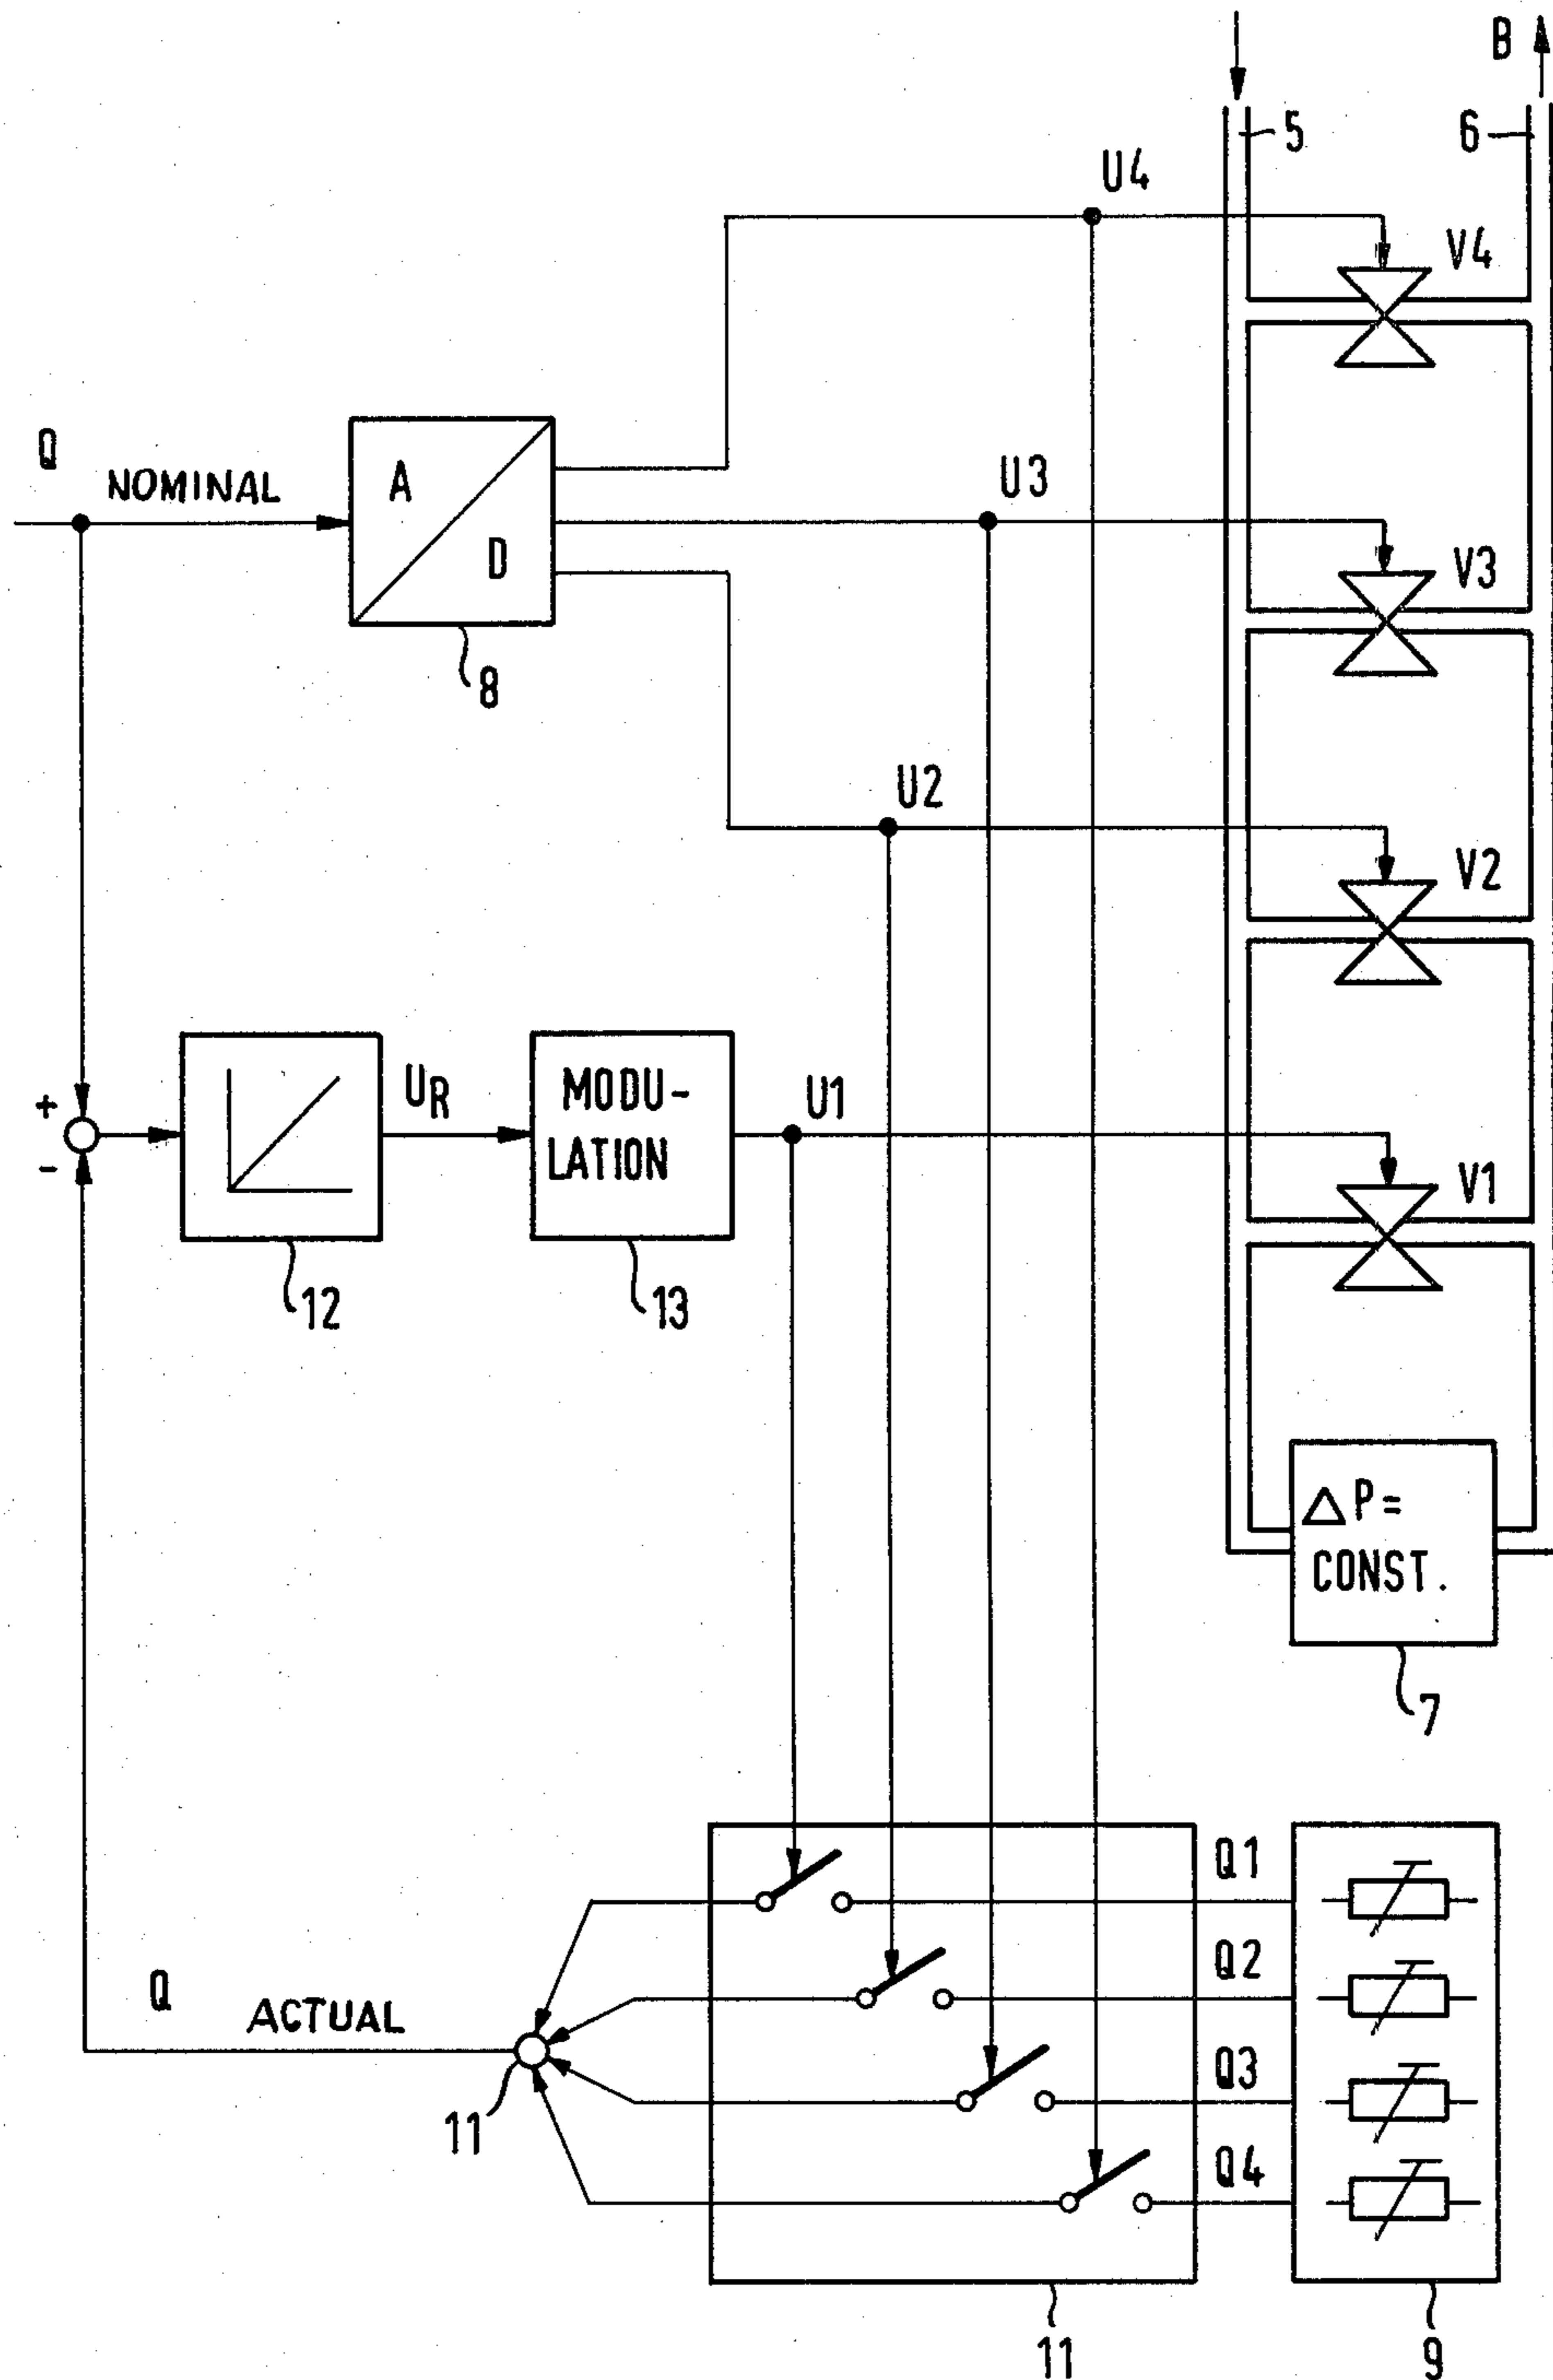 B
5
6
U4
V4
Q
NOMINAL
A
D
U3
V3
8
U2
V2
+
-
UR
MODU-
LATION
U1
V1
12
13
△ P =
CONST.
7
Q1
Q2
Q
ACTUAL
Q3
11
Q4
11
9